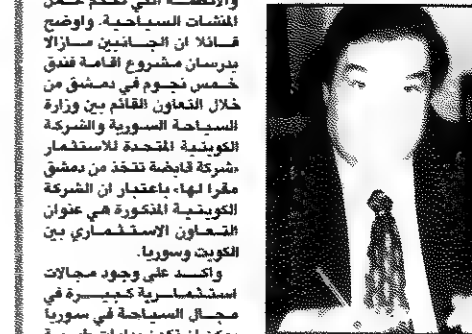 المنشآت السياحية. واوضح
قائلا ان الجانبين مازالا
يدرسان مشروع اقامة فندق
خمس نجوم في دمشق من
خلال التعاون القائم بين وزارة
السياحة السورية والشركة
الكويتية المتحدة للاستثمار
«شركة قابضة تتخذ من دمشق
مقرا لها» باعتبار ان الشركة
الكويتية المذكورة هي عنوان
التعاون الاستثماري بين
الكويت وسوريا.
واكد على وجود مجالات
استثمارية كبيرة في
مجال السياحة في سوريا